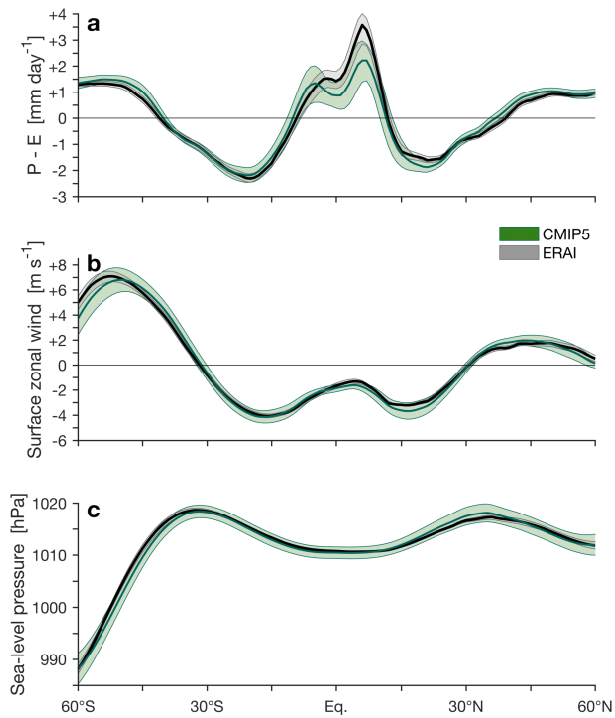 a
P - E [mm day⁻¹]
+4
+3
+2
+1
0
-1
-2
-3
CMIP5
ERAI
b
Surface zonal wind [m s⁻¹]
+8
+6
+4
+2
0
-2
-4
-6
c
Sea-level pressure [hPa]
1020
1010
1000
990
60°S
30°S
Eq.
30°N
60°N